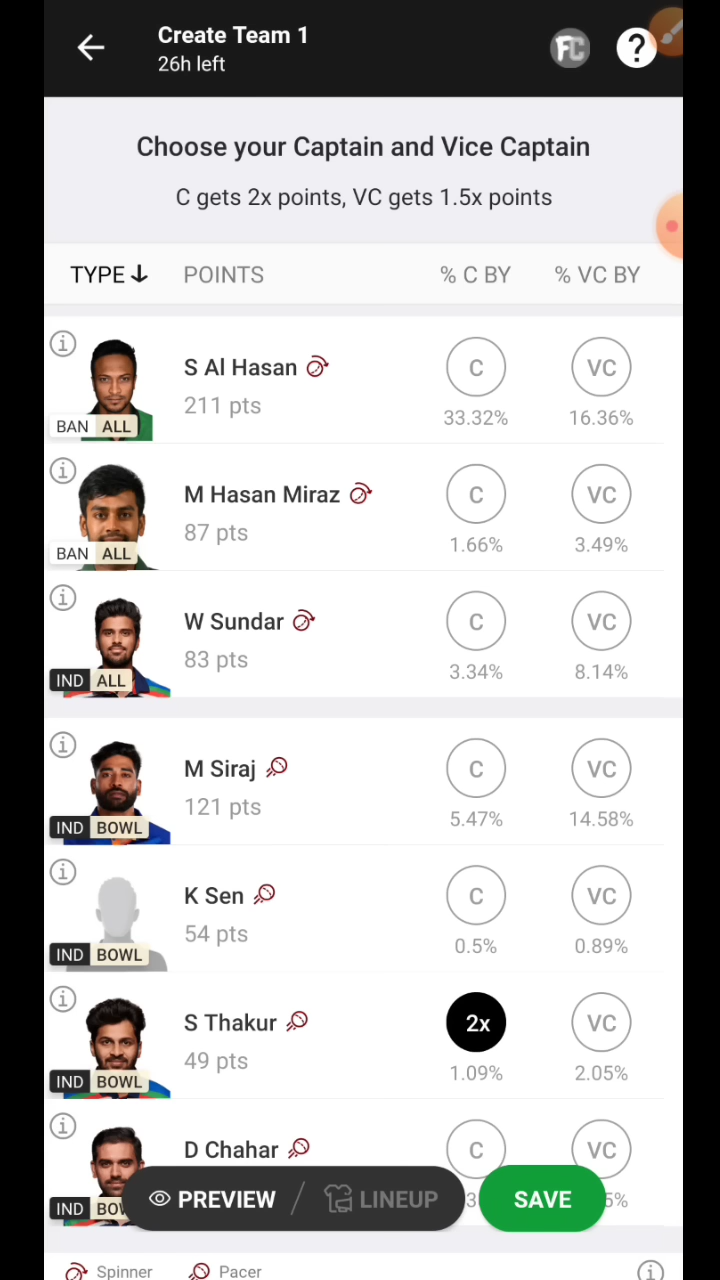 Create Team 1
26h left
FC ?
Choose your Captain and Vice Captain
C gets 2x points, VC gets 1.5x points
TYPE POINTS % C BY % VC BY
S Al Hasan C VC
211 pts 33.32% 16.36%
BAN ALL
M Hasan Miraz C VC
87 pts 1.66% 3.49%
BAN ALL
W Sundar C VC
83 pts 3.34% 8.14%
IND ALL
M Siraj C VC
121 pts 5.47% 14.58%
IND BOWL
K Sen C VC
54 pts 0.5% 0.89%
IND BOWL
S Thakur 2x VC
49 pts 1.09% 2.05%
IND BOWL
D Chahar C VC
IND
PREVIEW / LINEUP SAVE
Spinner Pacer